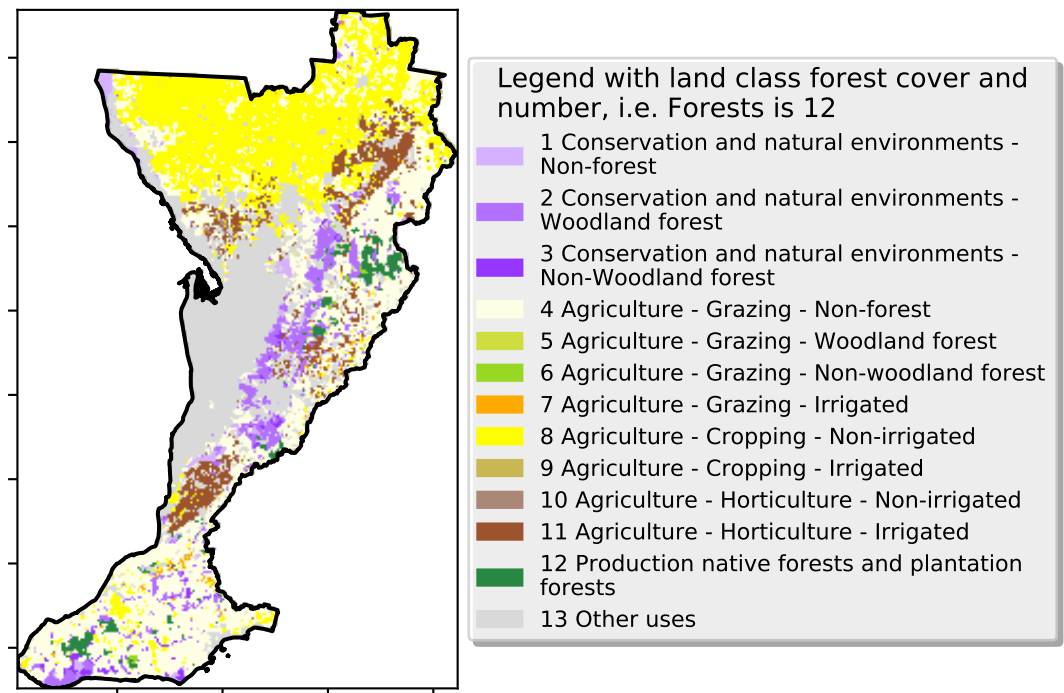 Legend with land class forest cover and
number, i.e. Forests is 12
1 Conservation and natural environments -
Non-forest
2 Conservation and natural environments -
Woodland forest
3 Conservation and natural environments -
Non-Woodland forest
4 Agriculture - Grazing - Non-forest
5 Agriculture - Grazing - Woodland forest
6 Agriculture - Grazing - Non-woodland forest
7 Agriculture - Grazing - Irrigated
8 Agriculture - Cropping - Non-irrigated
9 Agriculture - Cropping - Irrigated
10 Agriculture - Horticulture - Non-irrigated
11 Agriculture - Horticulture - Irrigated
12 Production native forests and plantation
forests
13 Other uses